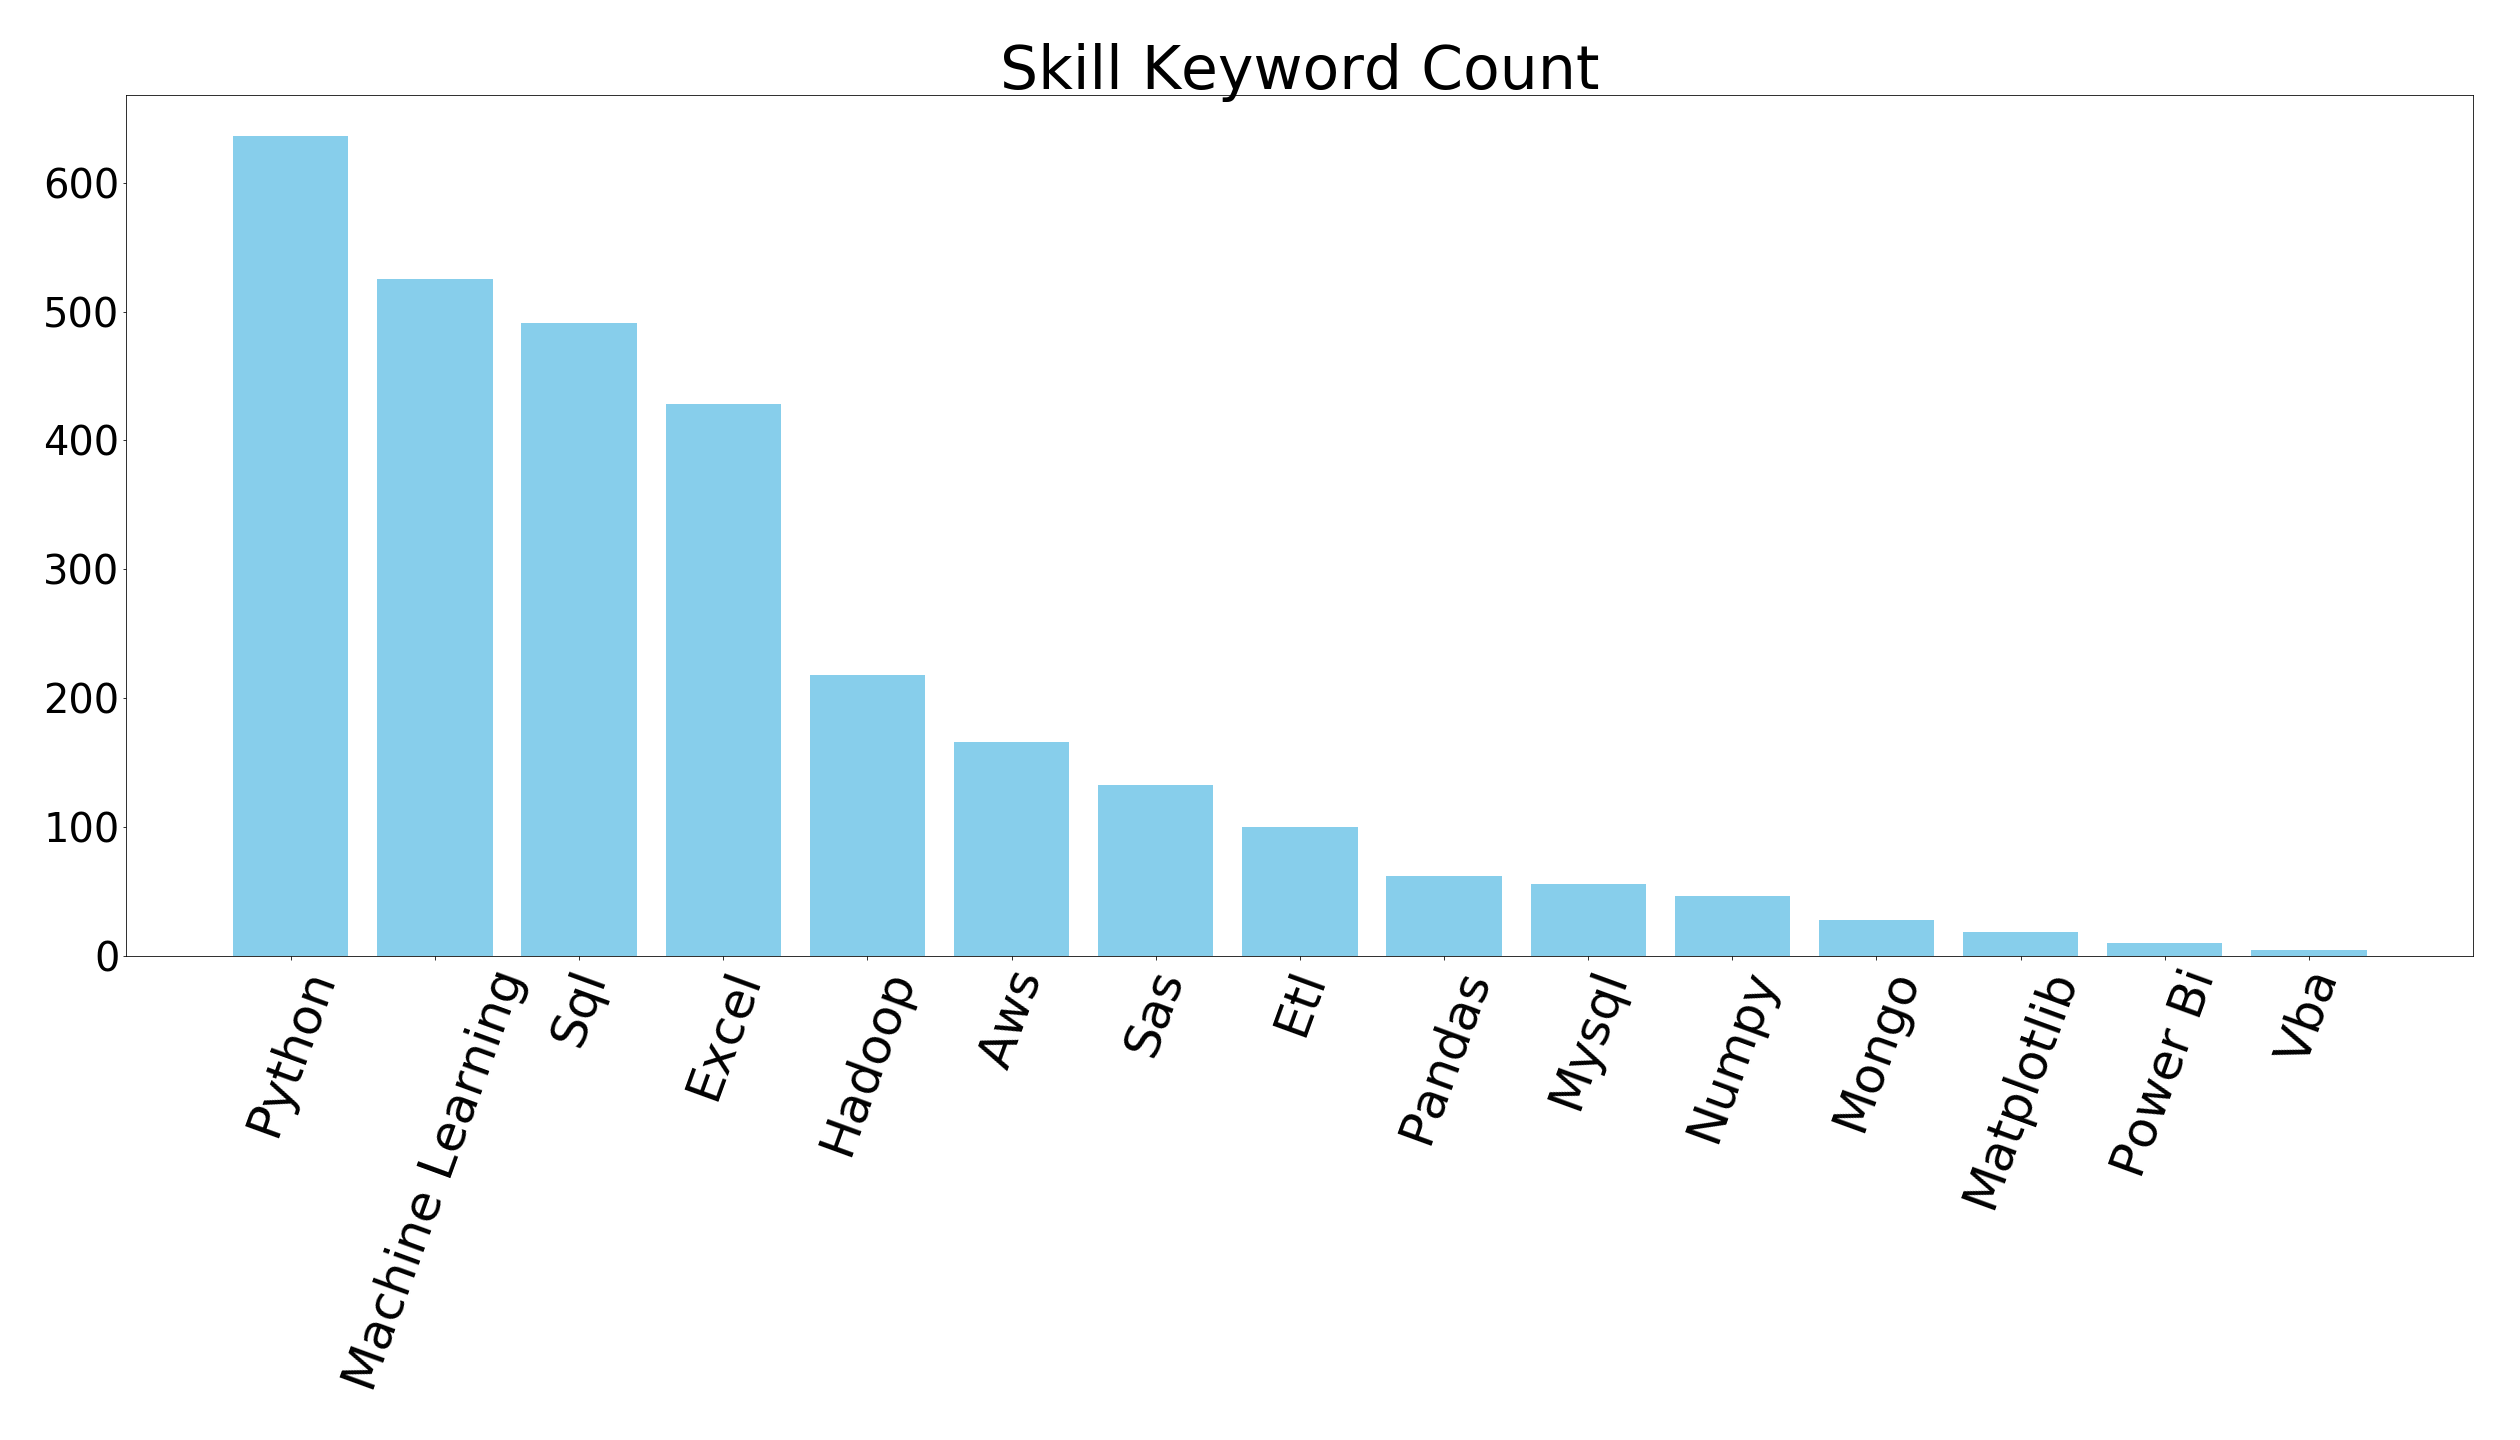 Skill Keyword Count
600
500
400
300
200
100
0
Python
Machine Learning
Sql
Excel
Hadoop
Aws
Sas
Etl
Pandas
Mysql
Numpy
Mongo
Matplotlib
Power Bi
Vba